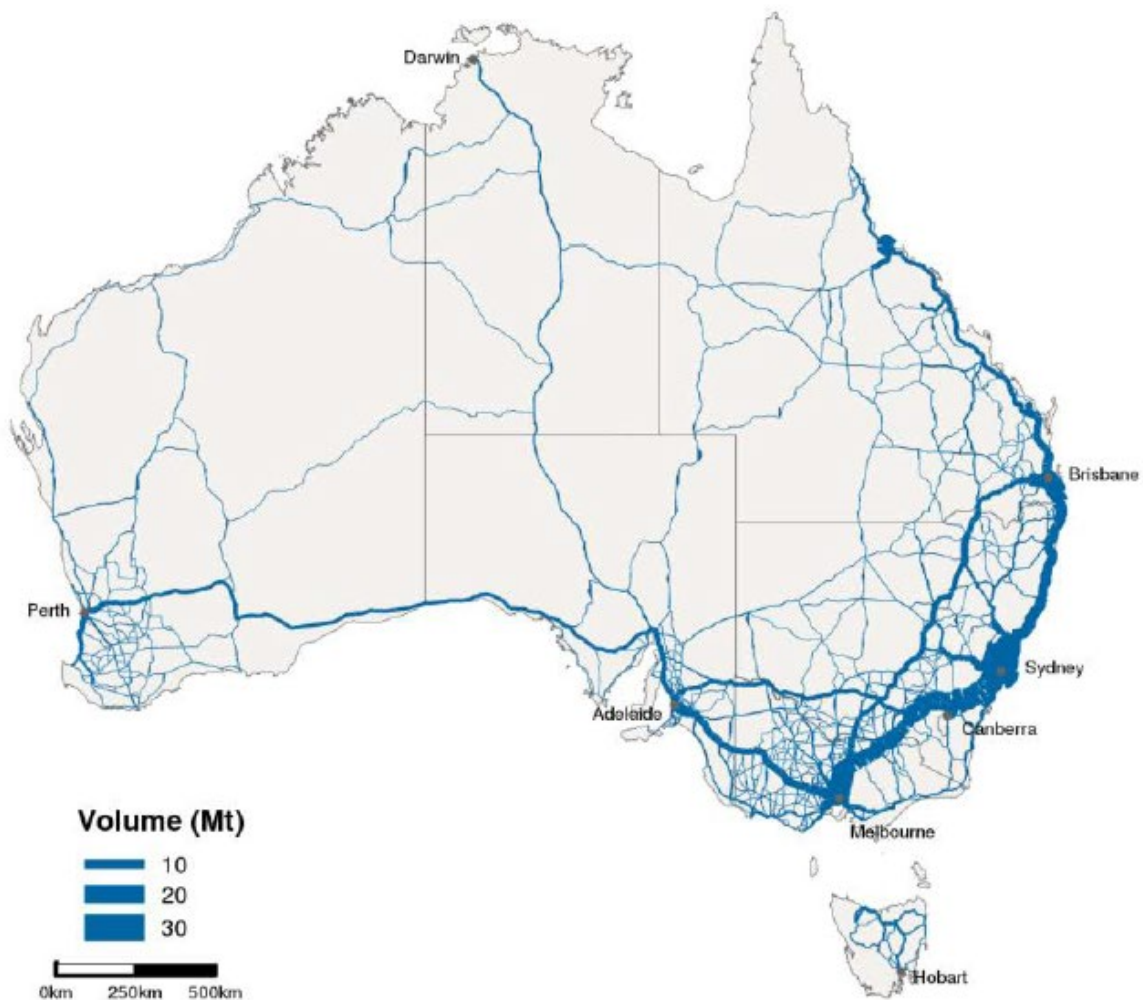 Darwin
Brisbane
Perth
Sydney
Adelaide
Canberra
Melbourne
Volume (Mt)
10
20
30
0km 250km 500km
Hobart